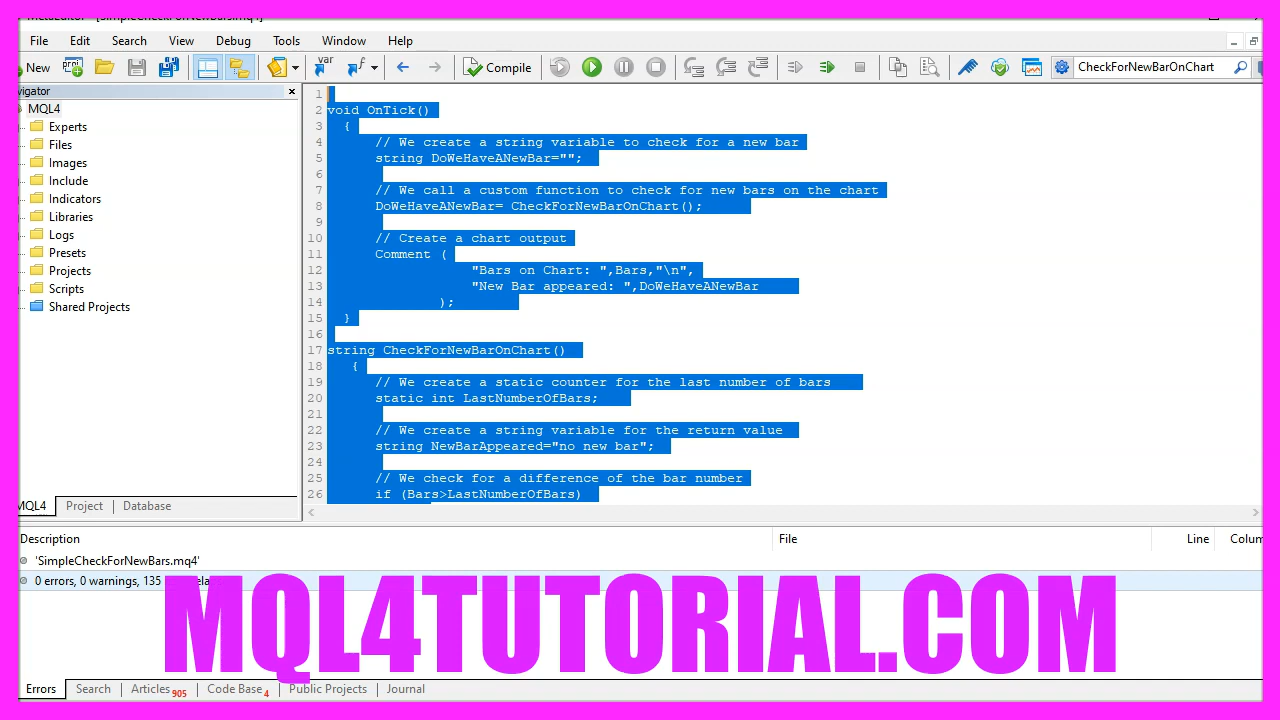 MetaEditor - [SimpleCheckForNewBars.mq4]
File Edit Search View Debug Tools Window Help
New var f Compile CheckForNewBarOnChart
vigator
MQL4
Experts
Files
Images
Include
Indicators
Libraries
Logs
Presets
Projects
Scripts
Shared Projects
MQL4 Project Database
1
2 void OnTick()
3 {
4 // We create a string variable to check for a new bar
5 string DoWeHaveANewBar="";
6
7 // We call a custom function to check for new bars on the chart
8 DoWeHaveANewBar= CheckForNewBarOnChart();
9
10 // Create a chart output
11 Comment (
12 "Bars on Chart: ",Bars,"\n",
13 "New Bar appeared: ",DoWeHaveANewBar
14 );
15 }
16
17 string CheckForNewBarOnChart()
18 {
19 // We create a static counter for the last number of bars
20 static int LastNumberOfBars;
21
22 // We create a string variable for the return value
23 string NewBarAppeared="no new bar";
24
25 // We check for a difference of the bar number
26 if (Bars>LastNumberOfBars)
Description File Line Colum
'SimpleCheckForNewBars.mq4'
0 errors, 0 warnings, 135
MQL4TUTORIAL.COM
Errors Search Articles 905 Code Base 4 Public Projects Journal